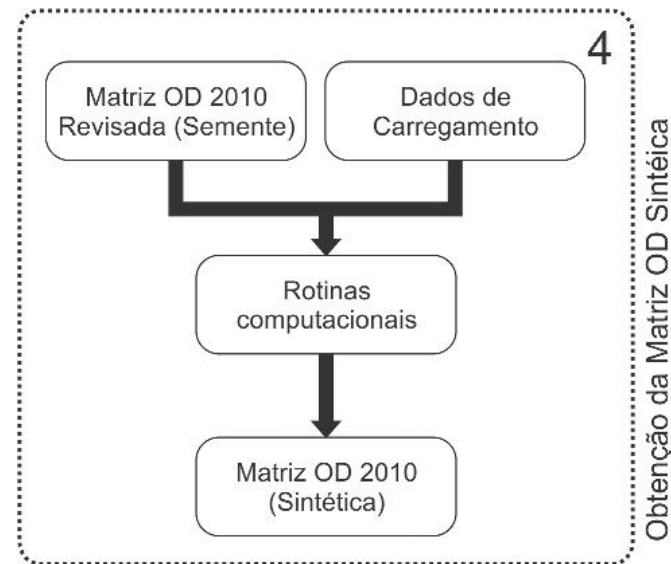 4
Matriz OD 2010
Revisada (Semente)
Dados de
Carregamento
Rotinas
computacionais
Matriz OD 2010
(Sintética)
Obtenção da Matriz OD Sintéica